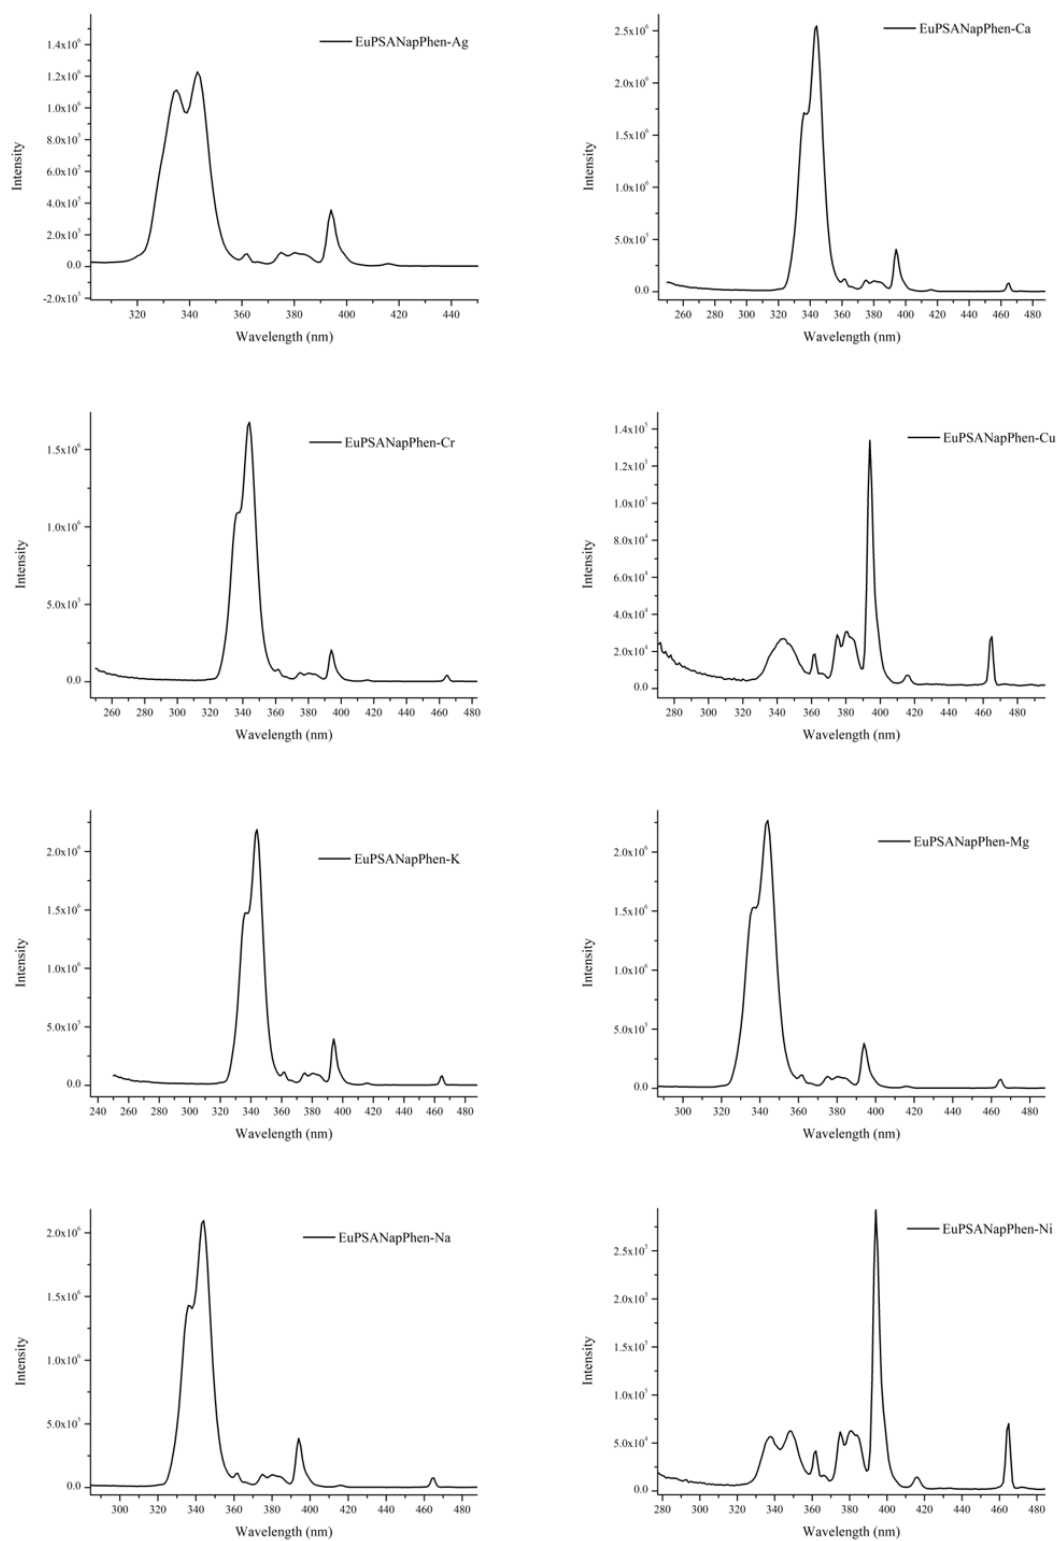 EuPSANapPhen-Ag
1.4x10⁶
1.2x10⁶
1.0x10⁶
8.0x10⁵
6.0x10⁵
4.0x10⁵
2.0x10⁵
0.0
-2.0x10⁵
Intensity
320 340 360 380 400 420 440
Wavelength (nm)
EuPSANapPhen-Ca
2.5x10⁶
2.0x10⁶
1.5x10⁶
1.0x10⁶
5.0x10⁵
0.0
Intensity
260 280 300 320 340 360 380 400 420 440 460 480
Wavelength (nm)
EuPSANapPhen-Cr
1.5x10⁶
1.0x10⁶
5.0x10⁵
0.0
Intensity
260 280 300 320 340 360 380 400 420 440 460 480
Wavelength (nm)
EuPSANapPhen-Cu
1.4x10⁵
1.2x10⁵
1.0x10⁵
8.0x10⁴
6.0x10⁴
4.0x10⁴
2.0x10⁴
0.0
Intensity
280 300 320 340 360 380 400 420 440 460 480
Wavelength (nm)
EuPSANapPhen-K
2.0x10⁶
1.5x10⁶
1.0x10⁶
5.0x10⁵
0.0
Intensity
240 260 280 300 320 340 360 380 400 420 440 460 480
Wavelength (nm)
EuPSANapPhen-Mg
2.0x10⁶
1.5x10⁶
1.0x10⁶
5.0x10⁵
0.0
Intensity
300 320 340 360 380 400 420 440 460 480
Wavelength (nm)
EuPSANapPhen-Na
2.0x10⁶
1.5x10⁶
1.0x10⁶
5.0x10⁵
0.0
Intensity
300 320 340 360 380 400 420 440 460 480
Wavelength (nm)
EuPSANapPhen-Ni
2.5x10⁵
2.0x10⁵
1.5x10⁵
1.0x10⁵
5.0x10⁴
0.0
Intensity
280 300 320 340 360 380 400 420 440 460 480
Wavelength (nm)